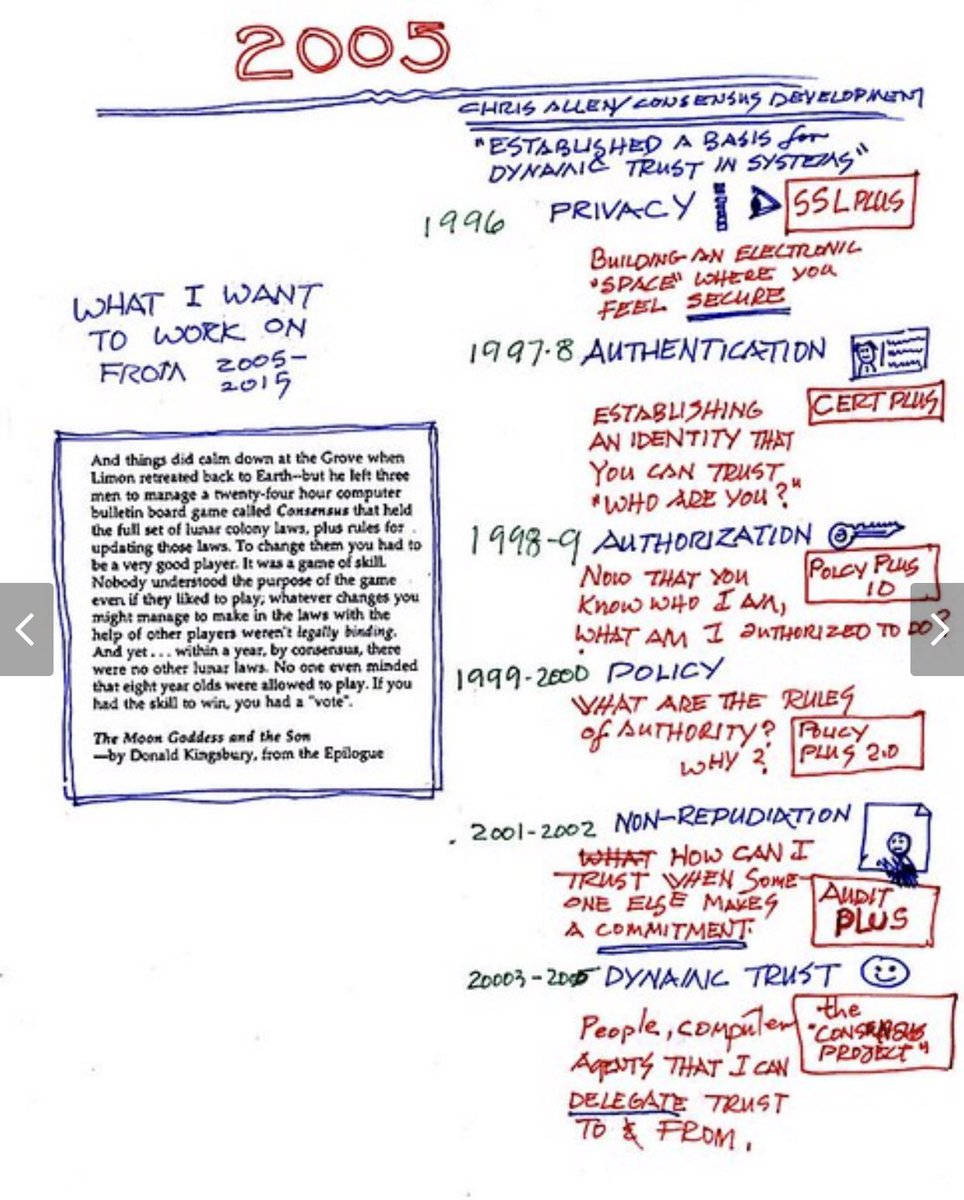 2005
CHRIS ALLEN/CONSENSUS DEVELOPMENT
"ESTABLISHED A BASIS for
DYNAMIC TRUST IN SYSTEMS"
1996 PRIVACY SSL PLUS
BUILDING AN ELECTRONIC
"SPACE" WHERE YOU
FEEL SECURE
WHAT I WANT
TO WORK ON
FROM 2005-
2015
1997-8 AUTHENTICATION
CERT PLUS
ESTABLISHING
AN IDENTITY THAT
YOU CAN TRUST
"WHO ARE YOU?"
And things did calm down at the Grove when
Limon retreated back to Earth--but he left three
men to manage a twenty-four hour computer
bulletin board game called Consensus that held
the full set of lunar colony laws, plus rules for
updating those laws. To change them you had to
be a very good player. It was a game of skill.
Nobody understood the purpose of the game
even if they liked to play; whatever changes you
might manage to make in the laws with the
help of other players weren't legally binding.
And yet . . . within a year, by consensus, there
were no other lunar laws. No one even minded
that eight year olds were allowed to play. If you
had the skill to win, you had a "vote".
The Moon Goddess and the Son
—by Donald Kingsbury, from the Epilogue
1998-9 AUTHORIZATION
POLCY PLUS
1.0
NOW THAT YOU
KNOW WHO I AM,
WHAT AM I AUTHORIZED TO DO?
1999-2000 POLICY
WHAT ARE THE RULES
of AUTHORITY?
WHY?
POLICY
PLUS 2.0
2001-2002 NON-REPUDIATION
WHAT HOW CAN I
TRUST WHEN SOME
ONE ELSE MAKES
A COMMITMENT.
AUDIT
PLUS
20003-2005 DYNAMIC TRUST
People, computer
AGENTS THAT I CAN
DELEGATE TRUST
TO & FROM.
the
"CONSENSUS
PROJECT"